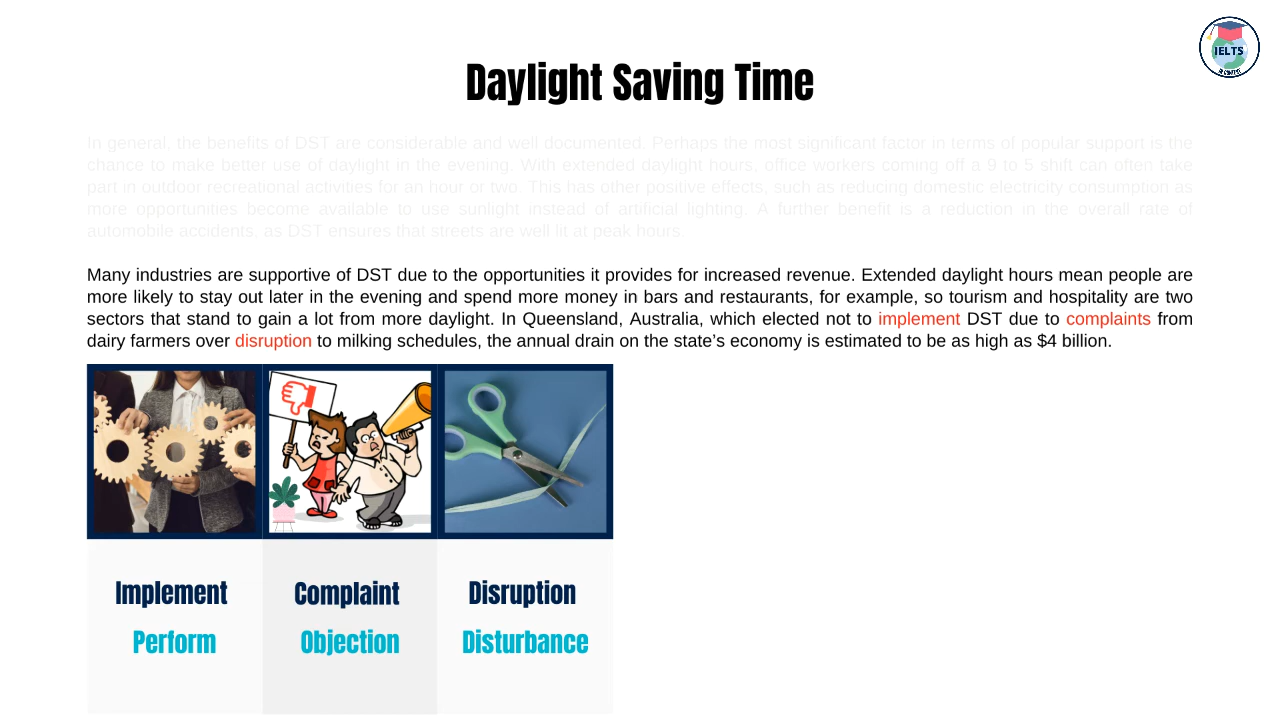 IELTS
IN CONTEXT
Daylight Saving Time
In general, the benefits of DST are considerable and well documented. Perhaps the most significant factor in terms of popular support is the
chance to make better use of daylight in the evening. With extended daylight hours, office workers coming off a 9 to 5 shift can often take
part in outdoor recreational activities for an hour or two. This has other positive effects, such as reducing domestic electricity consumption as
more opportunities become available to use sunlight instead of artificial lighting. A further benefit is a reduction in the overall rate of
automobile accidents, as DST ensures that streets are well lit at peak hours.
Many industries are supportive of DST due to the opportunities it provides for increased revenue. Extended daylight hours mean people are
more likely to stay out later in the evening and spend more money in bars and restaurants, for example, so tourism and hospitality are two
sectors that stand to gain a lot from more daylight. In Queensland, Australia, which elected not to implement DST due to complaints from
dairy farmers over disruption to milking schedules, the annual drain on the state’s economy is estimated to be as high as $4 billion.
Implement
Perform
Complaint
Objection
Disruption
Disturbance